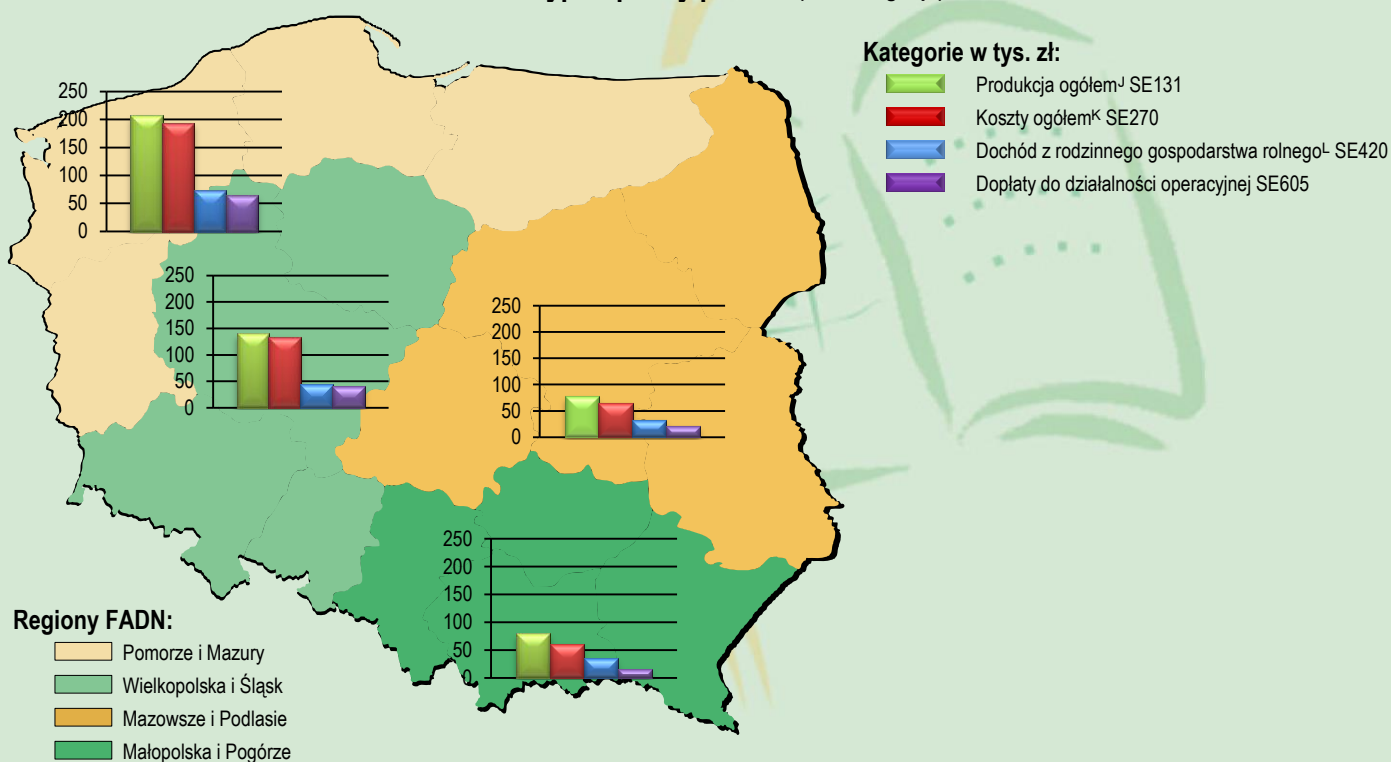 Kategorie w tys. zł:
Produkcja ogółemᴶ SE131
Koszty ogółemᴷ SE270
Dochód z rodzinnego gospodarstwa rolnegoᴸ SE420
Dopłaty do działalności operacyjnej SE605
250
200
150
100
50
0
250
200
150
100
50
0
250
200
150
100
50
0
250
200
150
100
50
0
Regiony FADN:
Pomorze i Mazury
Wielkopolska i Śląsk
Mazowsze i Podlasie
Małopolska i Pogórze